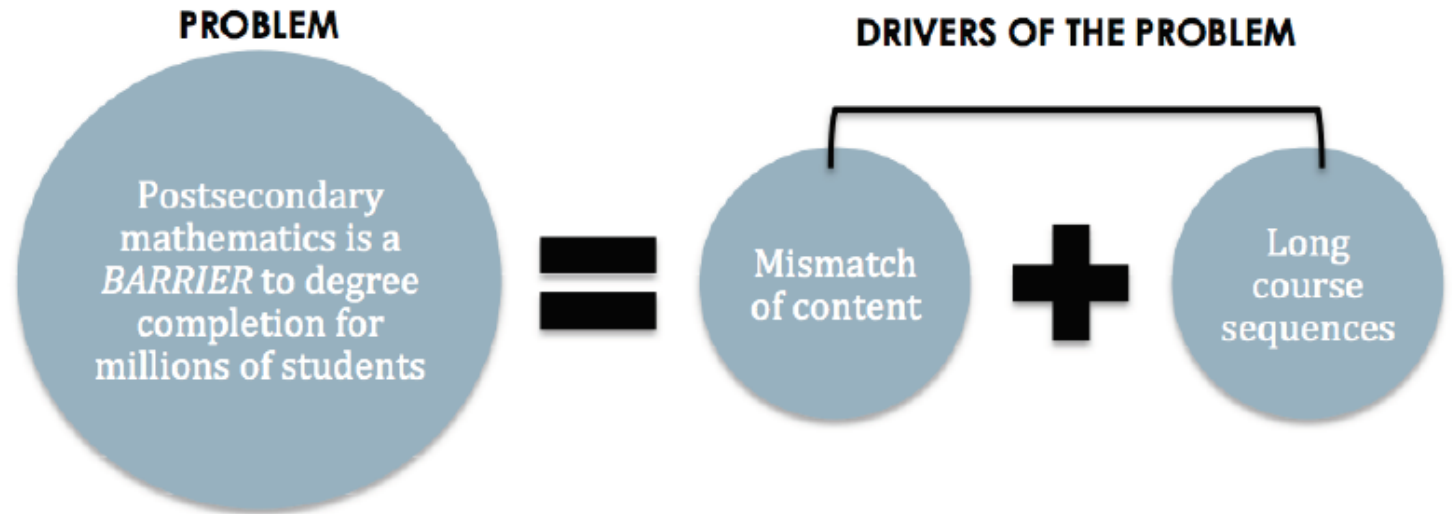 PROBLEM
DRIVERS OF THE PROBLEM
Postsecondary
mathematics is a
BARRIER to degree
completion for
millions of students
Mismatch
of content
Long
course
sequences